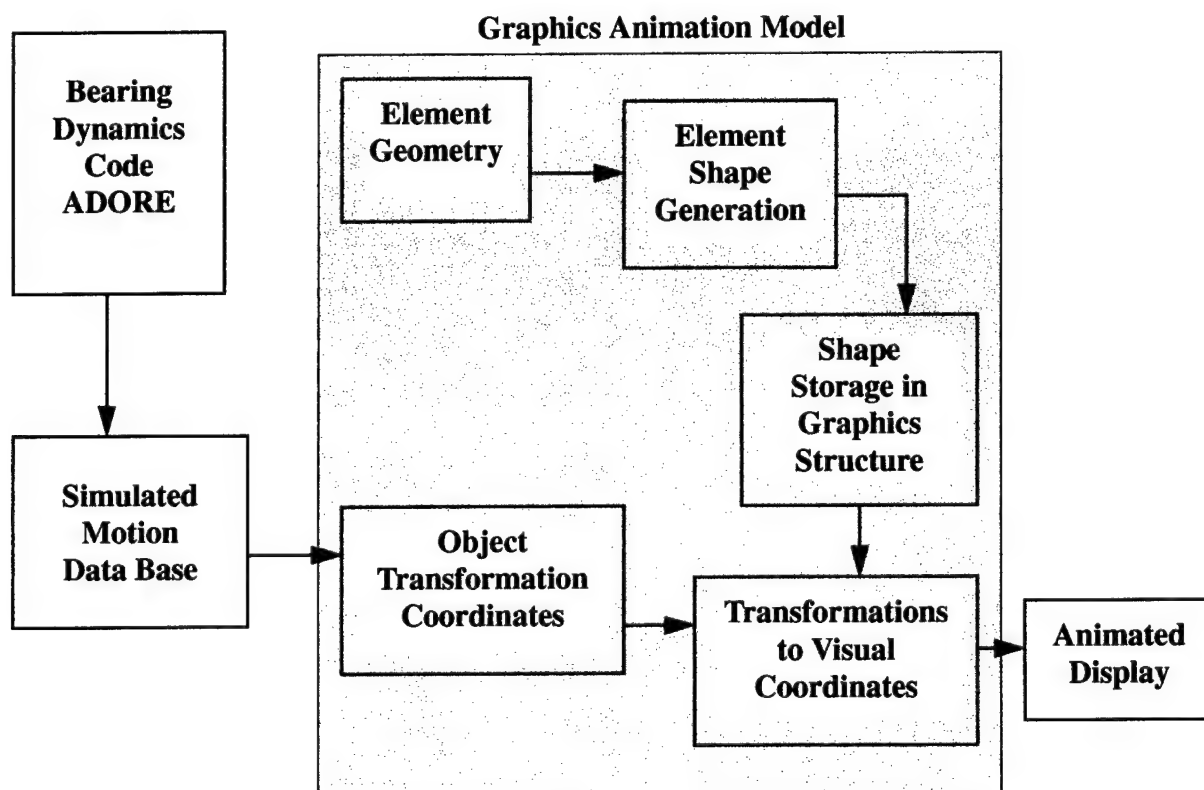 Graphics Animation Model
Bearing
Dynamics
Code
ADORE
Element
Geometry
Element
Shape
Generation
Shape
Storage in
Graphics
Structure
Simulated
Motion
Data Base
Object
Transformation
Coordinates
Transformations
to Visual
Coordinates
Animated
Display